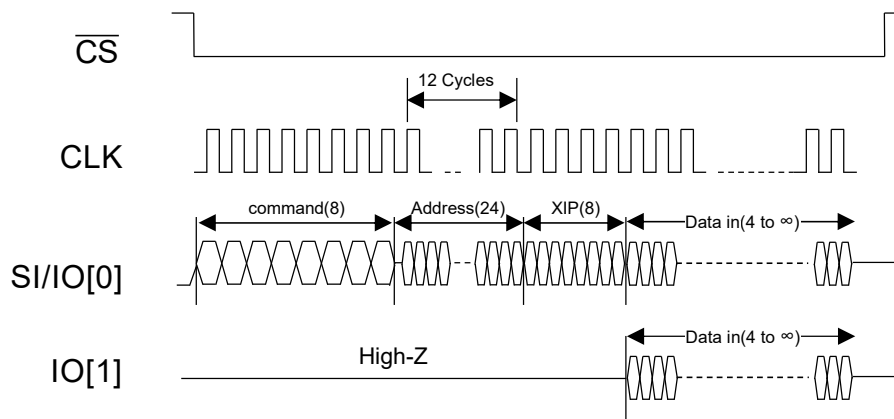 CS
12 Cycles
CLK
command(8)
Address(24)
XIP(8)
Data in(4 to ∞)
SI/IO[0]
Data in(4 to ∞)
High-Z
IO[1]